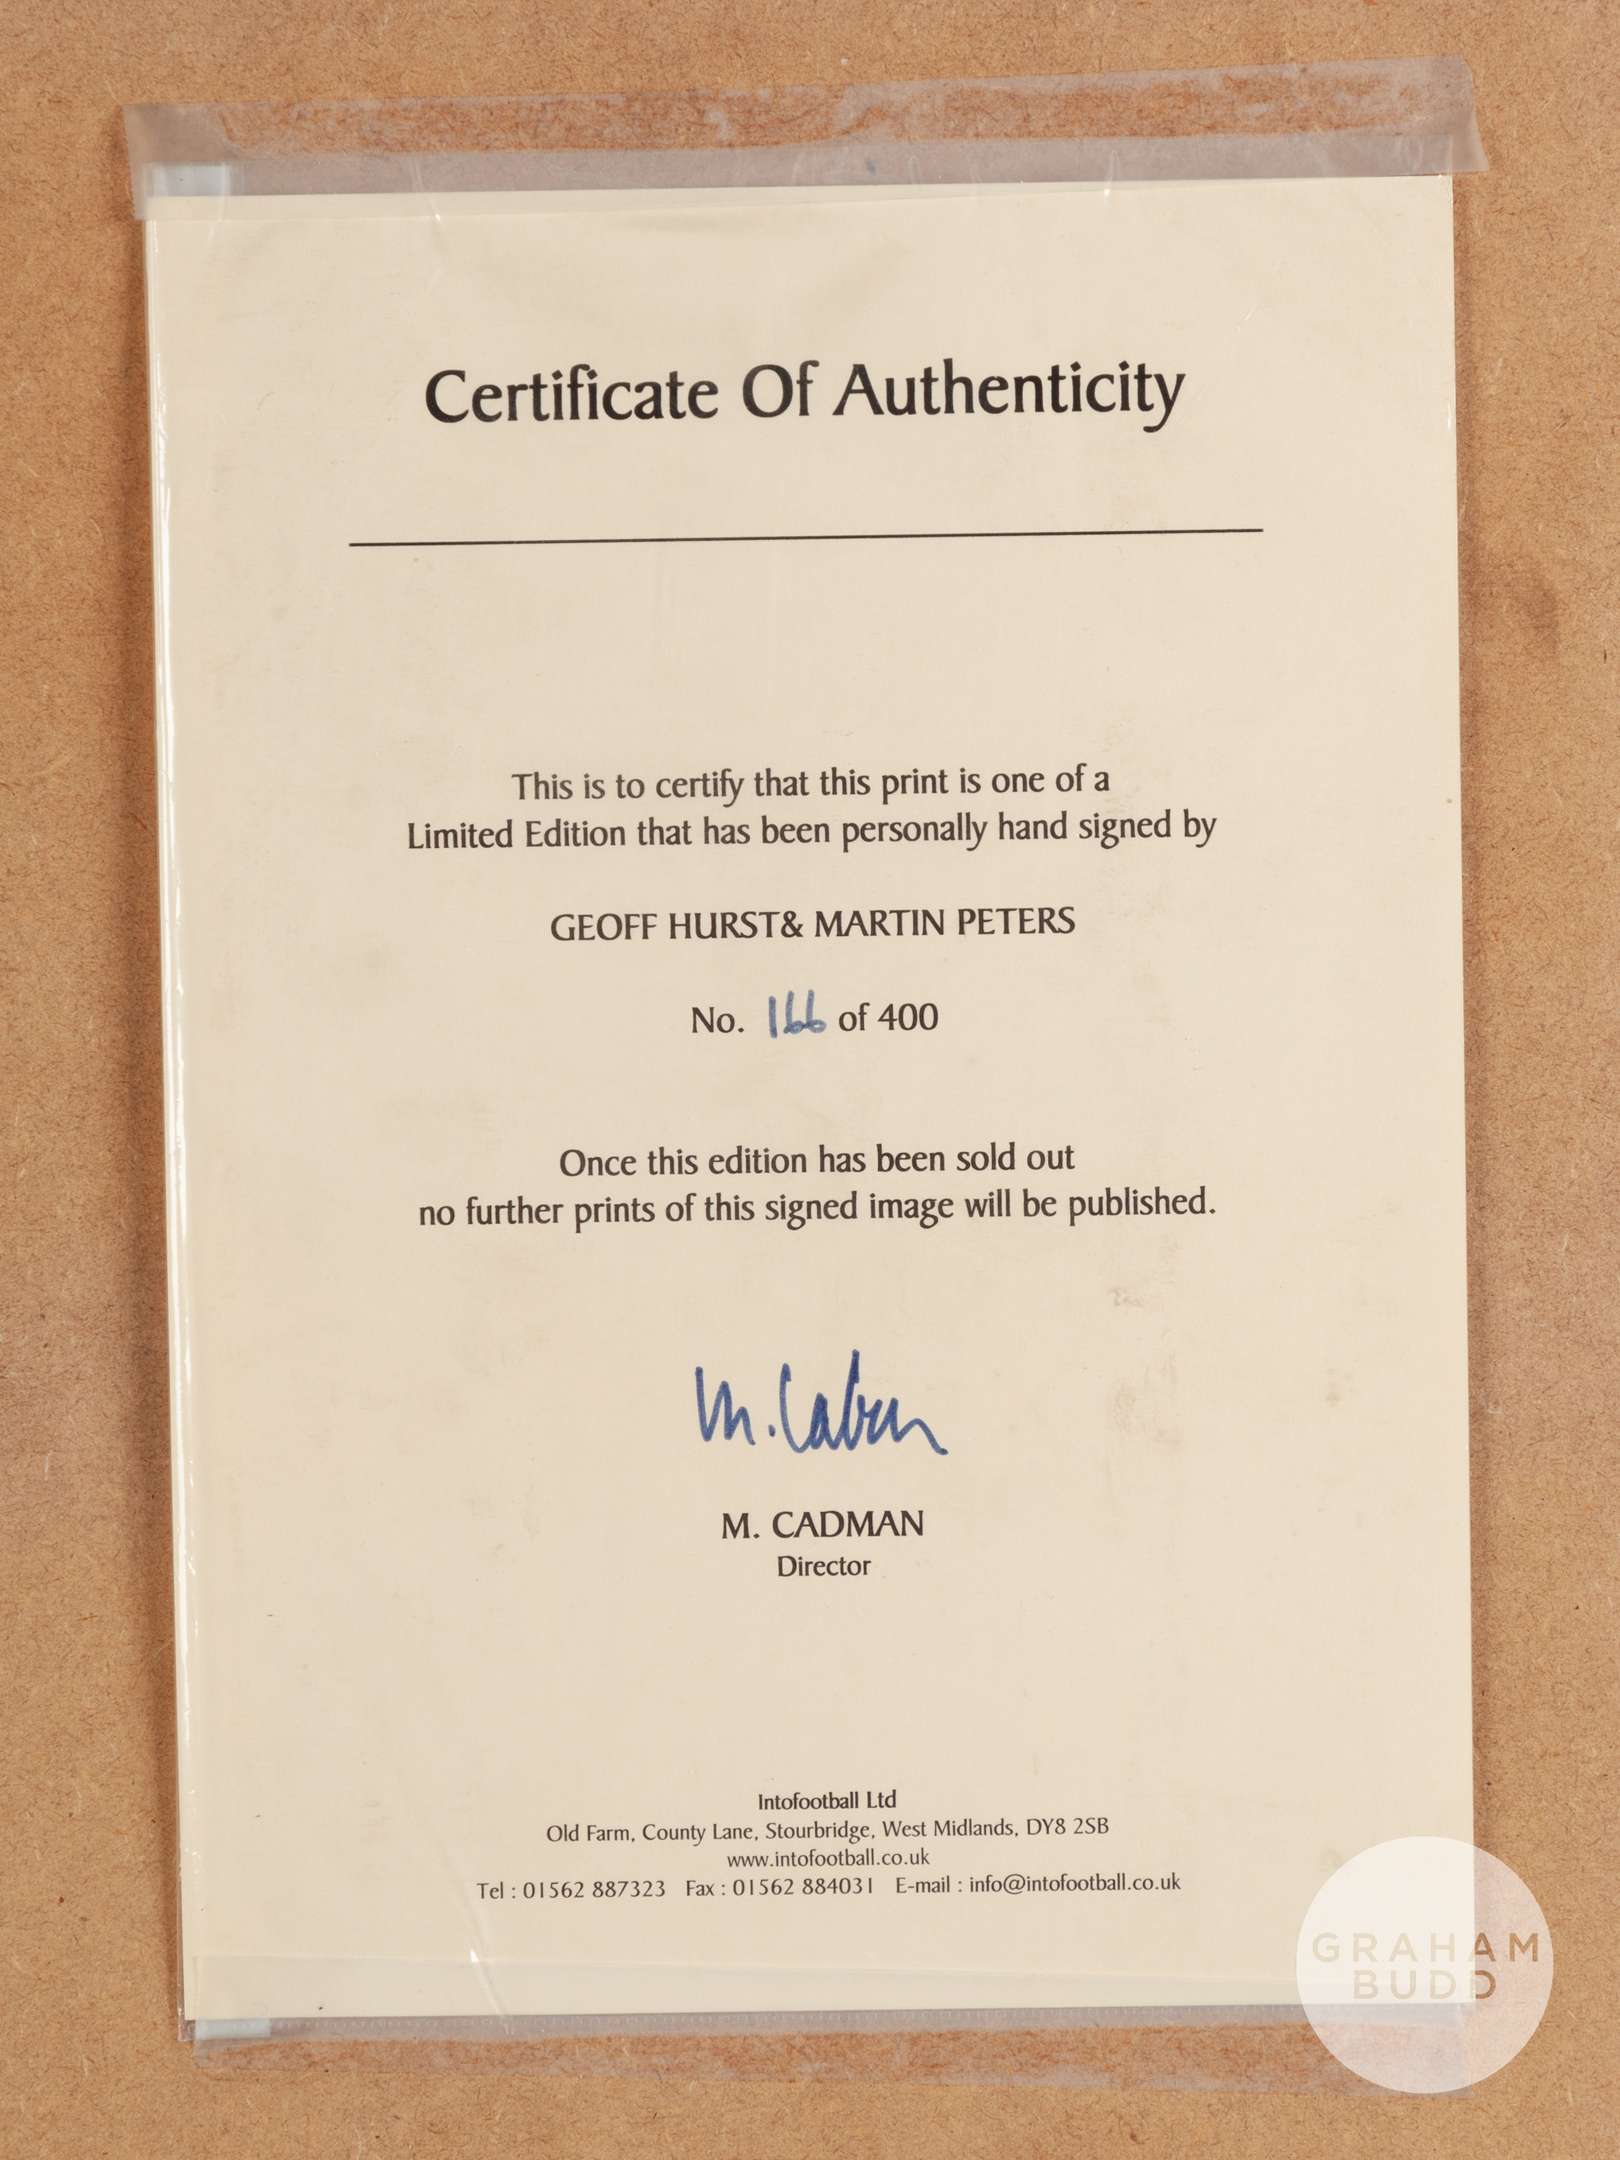 Certificate Of Authenticity
This is to certify that this print is one of a
Limited Edition that has been personally hand signed by
GEOFF HURST& MARTIN PETERS
No. 166 of 400
Once this edition has been sold out
no further prints of this signed image will be published.
M. Cadman
M. CADMAN
Director
Intofootball Ltd
Old Farm, County Lane, Stourbridge, West Midlands, DY8 2SB
www.intofootball.co.uk
Tel : 01562 887323 Fax : 01562 884031 E-mail : info@intofootball.co.uk
GRAHAM
BUDD